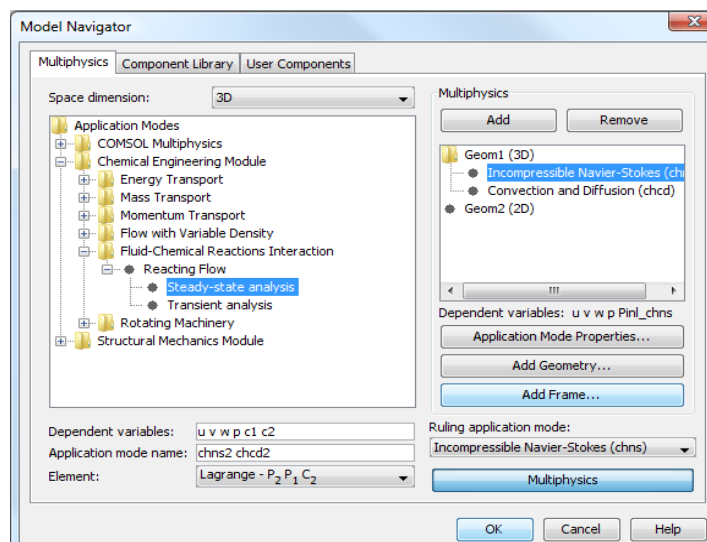 Model Navigator
Multiphysics Component Library User Components
Space dimension: 3D
Application Modes
COMSOL Multiphysics
Chemical Engineering Module
Energy Transport
Mass Transport
Momentum Transport
Flow with Variable Density
Fluid-Chemical Reactions Interaction
Reacting Flow
Steady-state analysis
Transient analysis
Rotating Machinery
Structural Mechanics Module
Dependent variables: u v w p c1 c2
Application mode name: chns2 chcd2
Element: Lagrange - P2 P1 C2
Multiphysics
Add Remove
Geom1 (3D)
Incompressible Navier-Stokes (chn
Convection and Diffusion (chcd)
Geom2 (2D)
Dependent variables: u v w p Pinl_chns
Application Mode Properties...
Add Geometry...
Add Frame...
Ruling application mode:
Incompressible Navier-Stokes (chns)
Multiphysics
OK Cancel Help